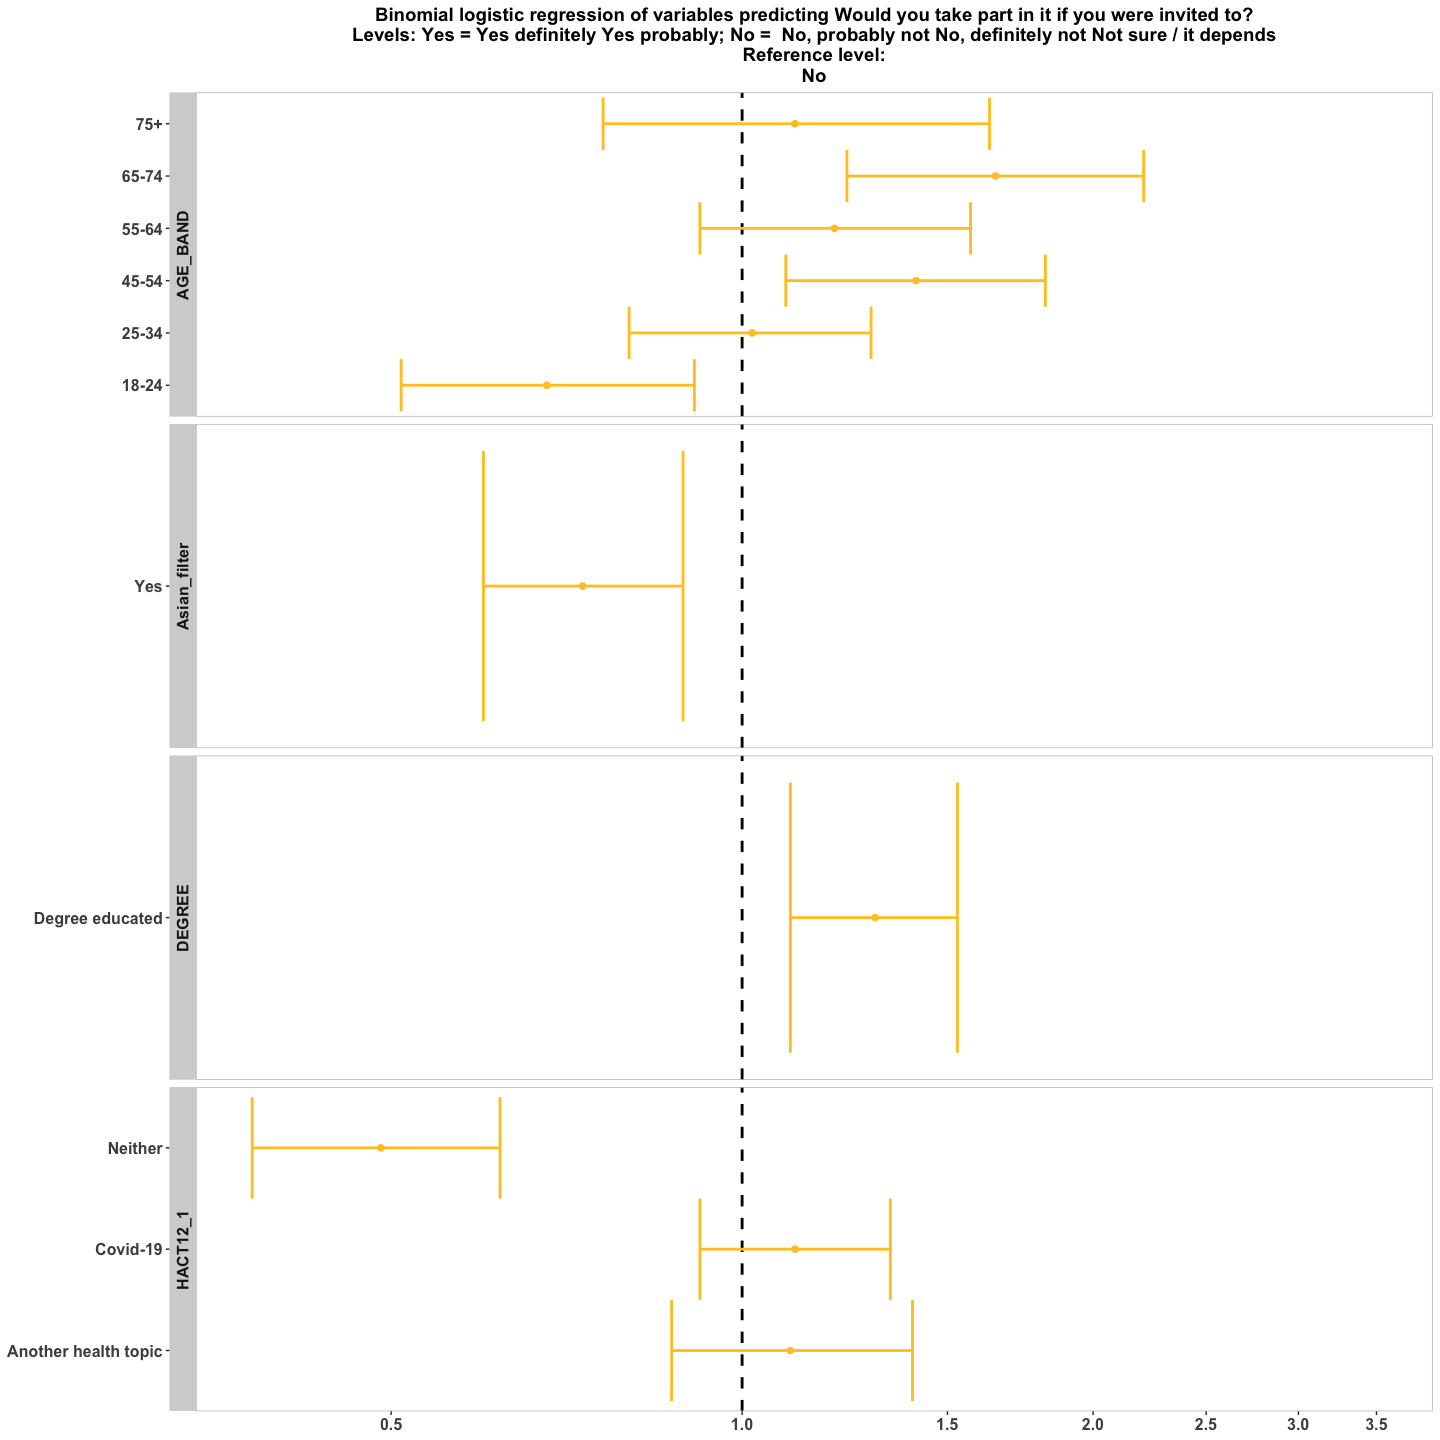 Binomial logistic regression of variables predicting Would you take part in it if you were invited to?
Levels: Yes = Yes definitely Yes probably; No =  No, probably not No, definitely not Not sure / it depends
Reference level:
No
AGE_BAND
75+
65-74
55-64
45-54
25-34
18-24
Asian_filter
Yes
DEGREE
Degree educated
HACT12_1
Neither
Covid-19
Another health topic
0.5 1.0 1.5 2.0 2.5 3.0 3.5